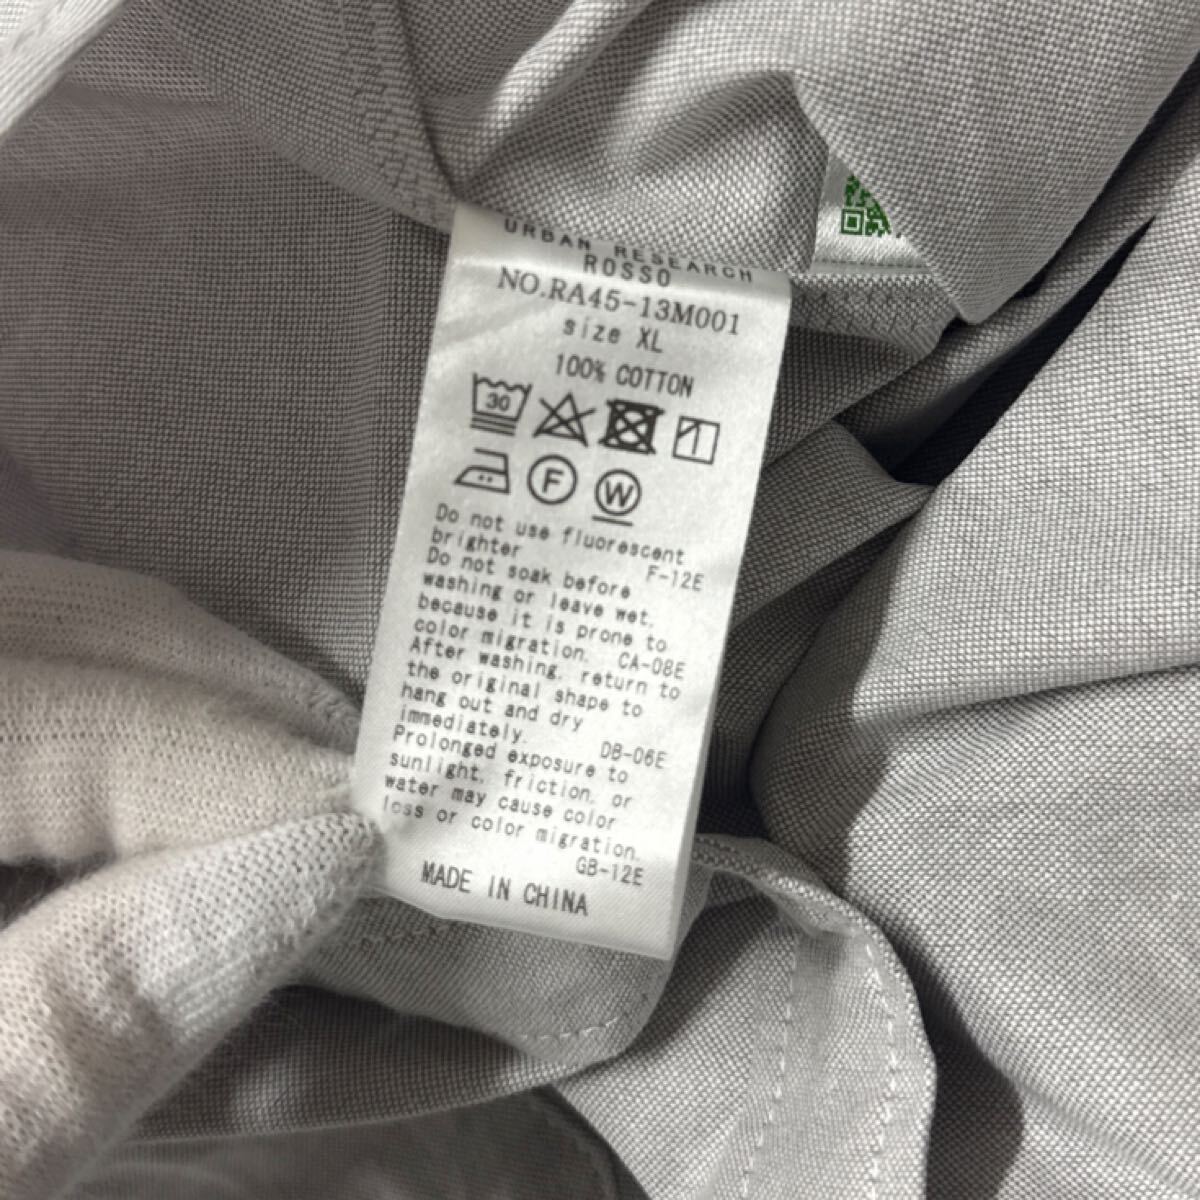 URBAN RESEARCH
ROSSO
NO.RA45-13M001
size XL
100% COTTON
30
F W
Do not use fluorescent
brighter F-12E
Do not soak before
washing or leave wet,
because it is prone to
color migration. CA-08E
After washing, return to
the original shape to
hang out and dry
immediately. DB-06E
Prolonged exposure to
sunlight, friction, or
water may cause color
loss or color migration.
GB-12E
MADE IN CHINA